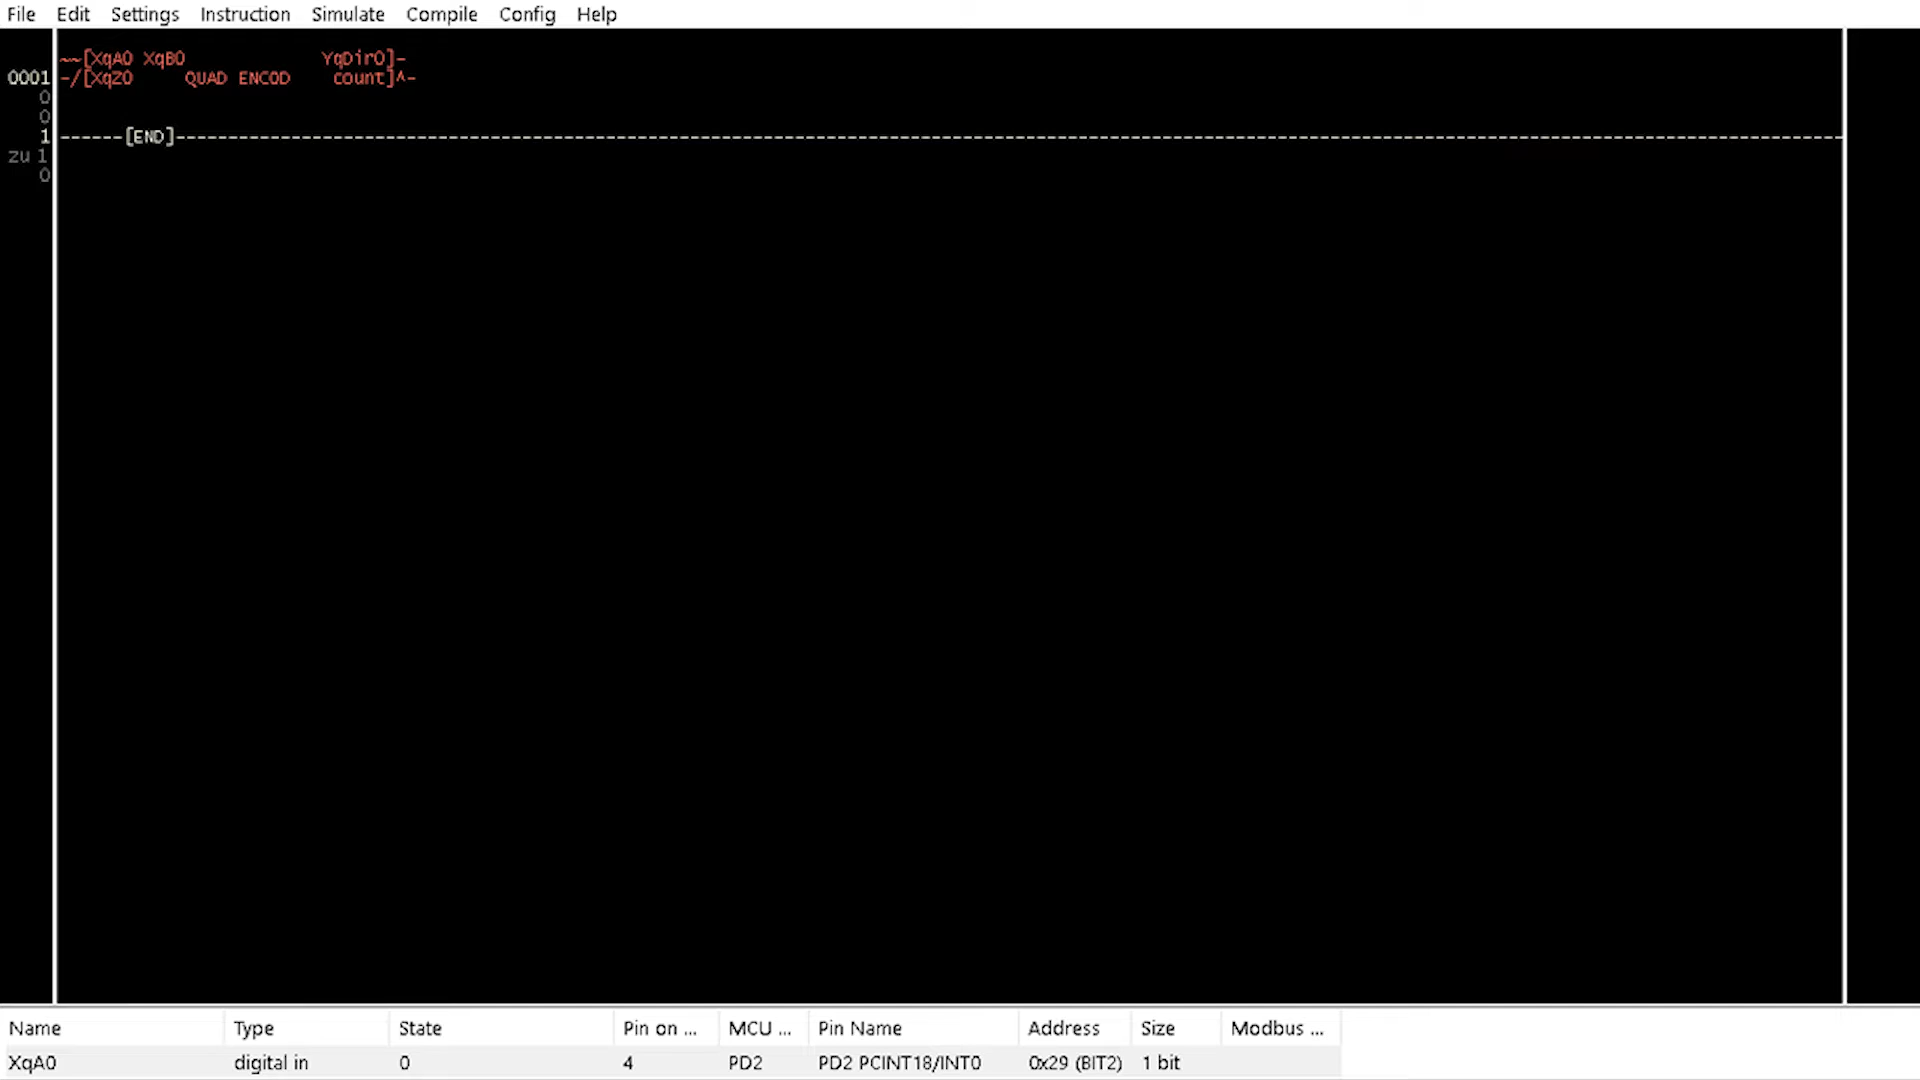 File Edit Settings Instruction Simulate Compile Config Help
~~[XqA0 XqB0 YqDir0]-
0001 -/[XqZ0 QUAD ENCOD count]^-
0
0
1 ------[END]------
zu 1
0
Name Type State Pin on ... MCU ... Pin Name Address Size Modbus ...
XqA0 digital in 0 4 PD2 PD2 PCINT18/INT0 0x29 (BIT2) 1 bit